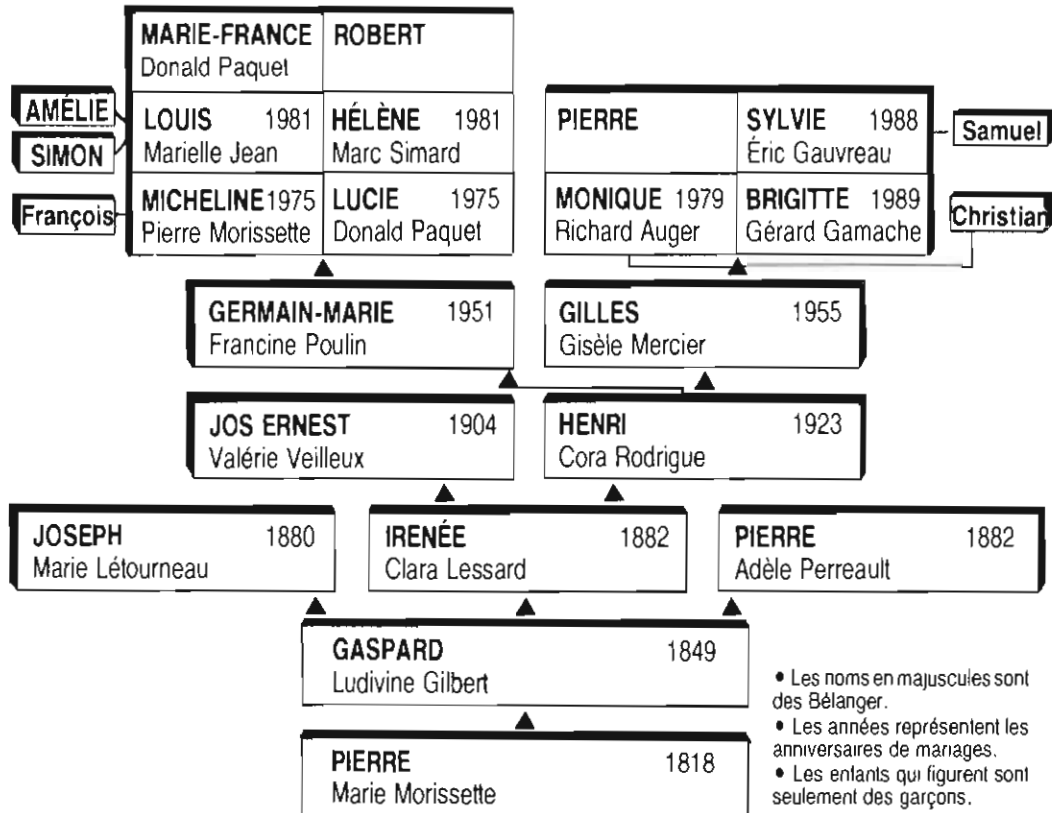 MARIE-FRANCE
Donald Paquet
ROBERT
AMÉLIE
SIMON
LOUIS 1981
Marielle Jean
HÉLÈNE 1981
Marc Simard
François
MICHELINE 1975
Pierre Morissette
LUCIE 1975
Donald Paquet
PIERRE
SYLVIE 1988
Éric Gauvreau
Samuel
MONIQUE 1979
Richard Auger
BRIGITTE 1989
Gérard Gamache
Christian
GERMAIN-MARIE 1951
Francine Poulin
GILLES 1955
Gisèle Mercier
JOS ERNEST 1904
Valérie Veilleux
HENRI 1923
Cora Rodrigue
JOSEPH 1880
Marie Létourneau
IRENÉE 1882
Clara Lessard
PIERRE 1882
Adèle Perreault
GASPARD 1849
Ludivine Gilbert
PIERRE 1818
Marie Morissette
• Les noms en majuscules sont
des Bélanger.
• Les années représentent les
anniversaires de mariages.
• Les enfants qui figurent sont
seulement des garçons.